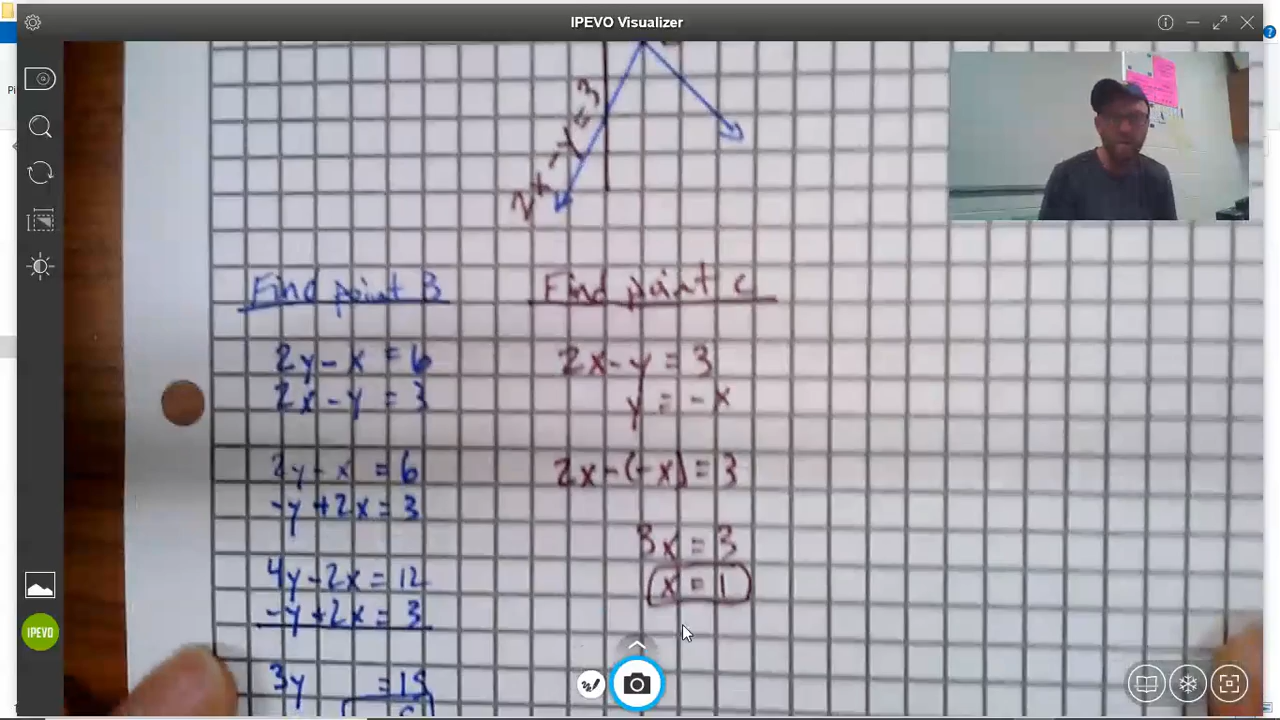 IPEVO Visualizer
2x - y = 3
Find point B
2y - x = 6
2x - y = 3
2y - x = 6
-y + 2x = 3
4y - 2x = 12
-y + 2x = 3
3y = 15
Find point C
2x - y = 3
y = -x
2x - (-x) = 3
3x = 3
x = 1
IPEVO